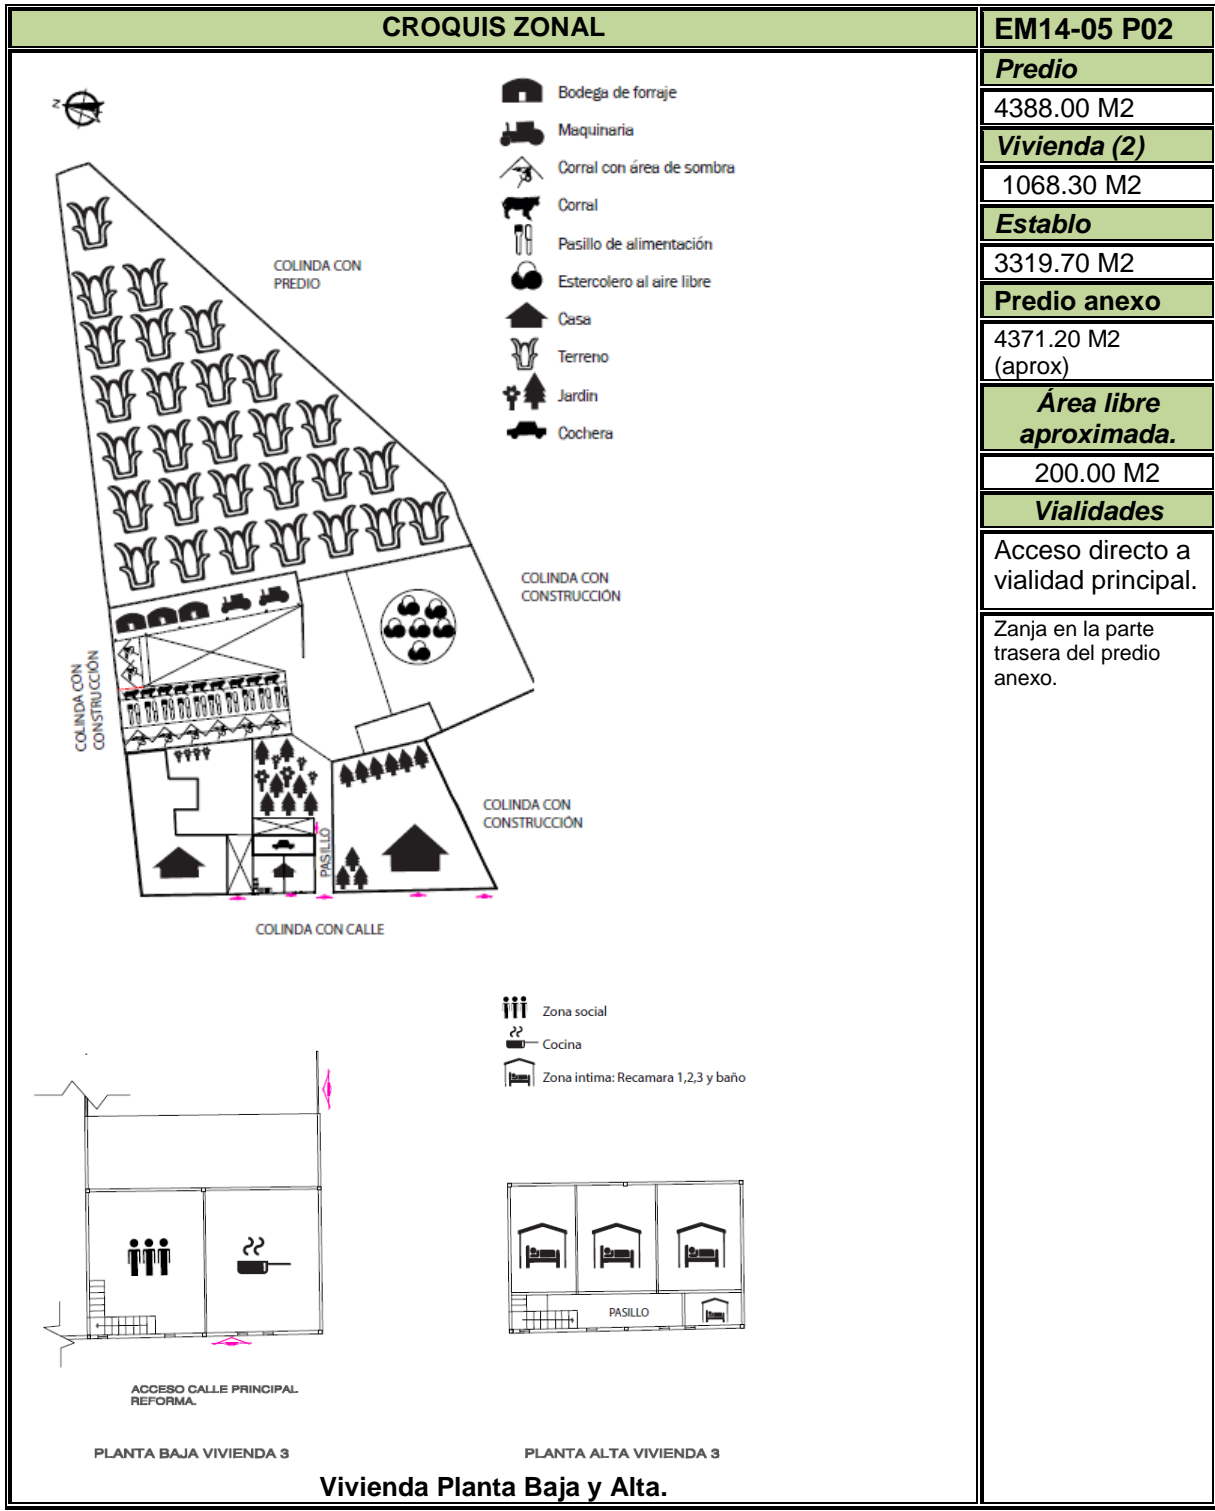 CROQUIS ZONAL
EM14-05 P02
Predio
4388.00 M2
Vivienda (2)
1068.30 M2
Establo
3319.70 M2
Predio anexo
4371.20 M2
(aprox)
Área libre
aproximada.
200.00 M2
Vialidades
Acceso directo a
vialidad principal.
Zanja en la parte
trasera del predio
anexo.
Z
Bodega de forraje
Maquinaria
Corral con área de sombra
Corral
Pasillo de alimentación
Estercolero al aire libre
Casa
Terreno
Jardin
Cochera
COLINDA CON
PREDIO
COLINDA CON
CONSTRUCCIÓN
COLINDA CON
CONSTRUCCIÓN
COLINDA CON
CONSTRUCCIÓN
PASILLO
COLINDA CON CALLE
Zona social
Cocina
Zona intima: Recamara 1,2,3 y baño
PASILLO
ACCESO CALLE PRINCIPAL
REFORMA.
PLANTA BAJA VIVIENDA 3
PLANTA ALTA VIVIENDA 3
Vivienda Planta Baja y Alta.